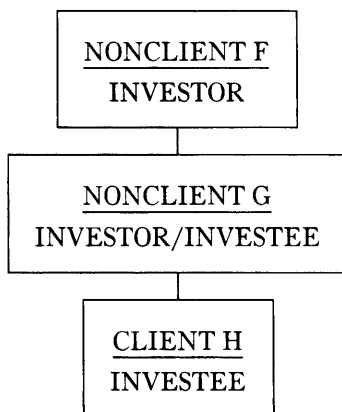 NONCLIENT F
INVESTOR
NONCLIENT G
INVESTOR/INVESTEE
CLIENT H
INVESTEE